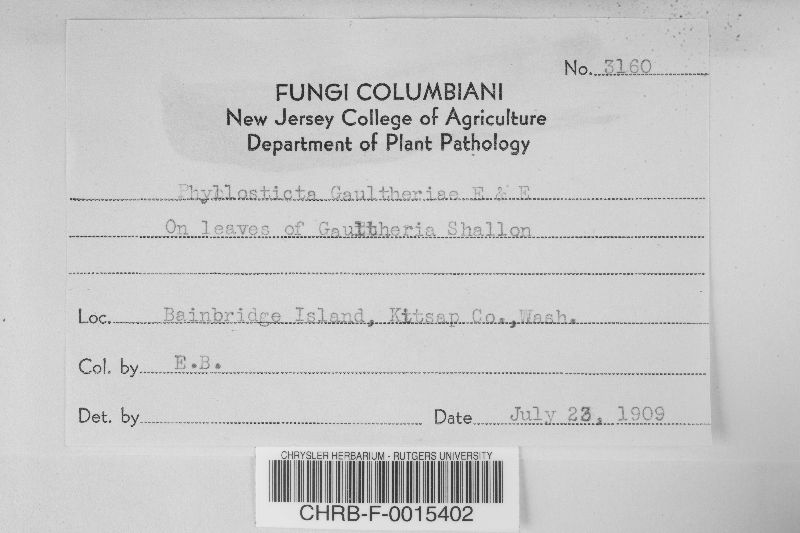 No. 3160
FUNGI COLUMBIANI
New Jersey College of Agriculture
Department of Plant Pathology
Phyllosticta Gaultheriae E & E
On leaves of Gaultheria Shallon
Loc. Bainbridge Island, Kitsap Co., Wash.
Col. by E.B.
Det. by
Date July 23, 1909
CHRYSLER HERBARIUM - RUTGERS UNIVERSITY
CHRB-F-0015402